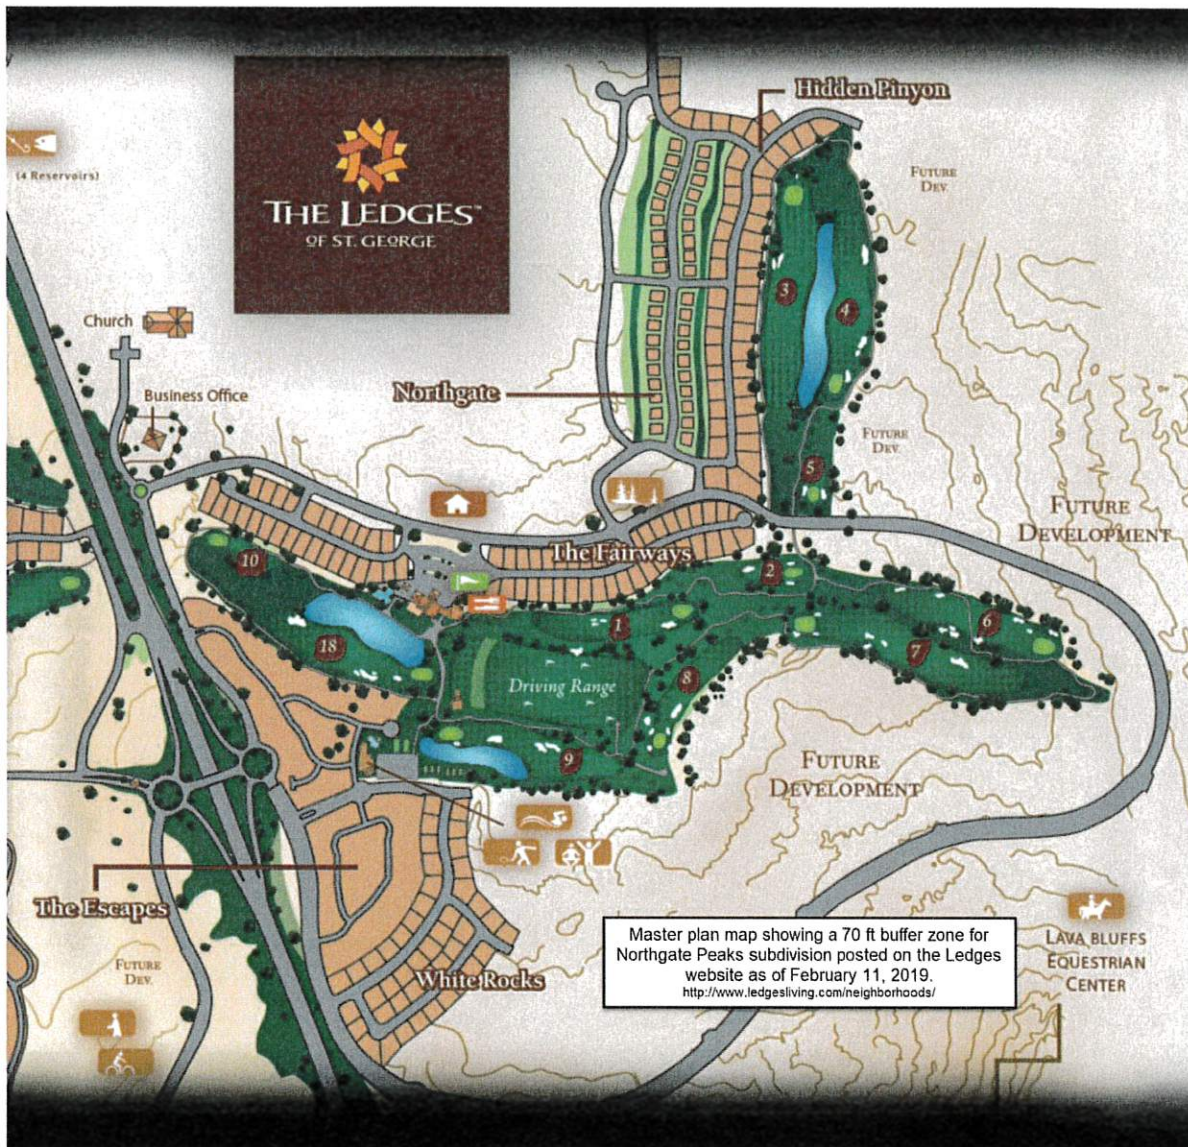 Hidden Pinyon
(4 Reservoirs)
FUTURE
DEV.
THE LEDGES™
OF ST. GEORGE
3
4
Church
Northgate
Business Office
FUTURE
DEV.
5
FUTURE
DEVELOPMENT
The Fairways
10
2
1
6
18
7
8
Driving Range
9
FUTURE
DEVELOPMENT
The Escapes
White Rocks
FUTURE
DEV.
Master plan map showing a 70 ft buffer zone for
Northgate Peaks subdivision posted on the Ledges
website as of February 11, 2019.
http://www.ledgesliving.com/neighborhoods/
LAVA BLUFFS
EQUESTRIAN
CENTER